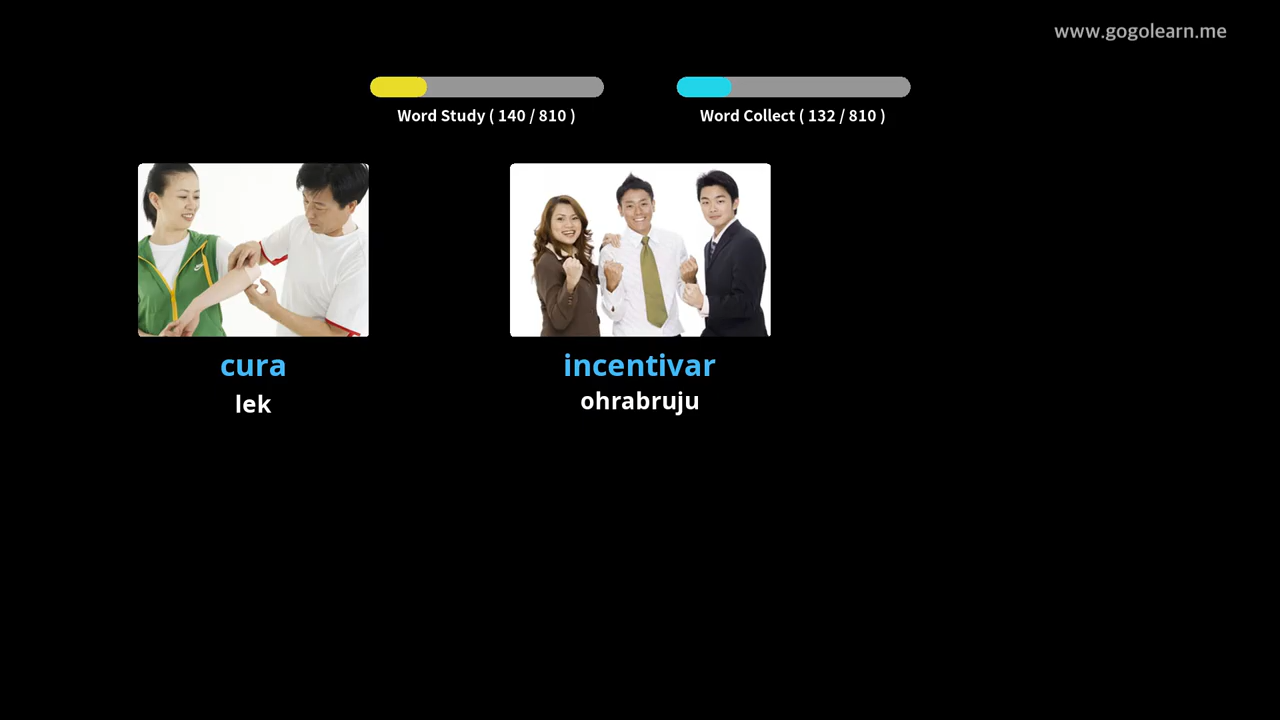 www.gogolearn.me
Word Study ( 140 / 810 )
Word Collect ( 132 / 810 )
cura
lek
incentivar
ohrabruju